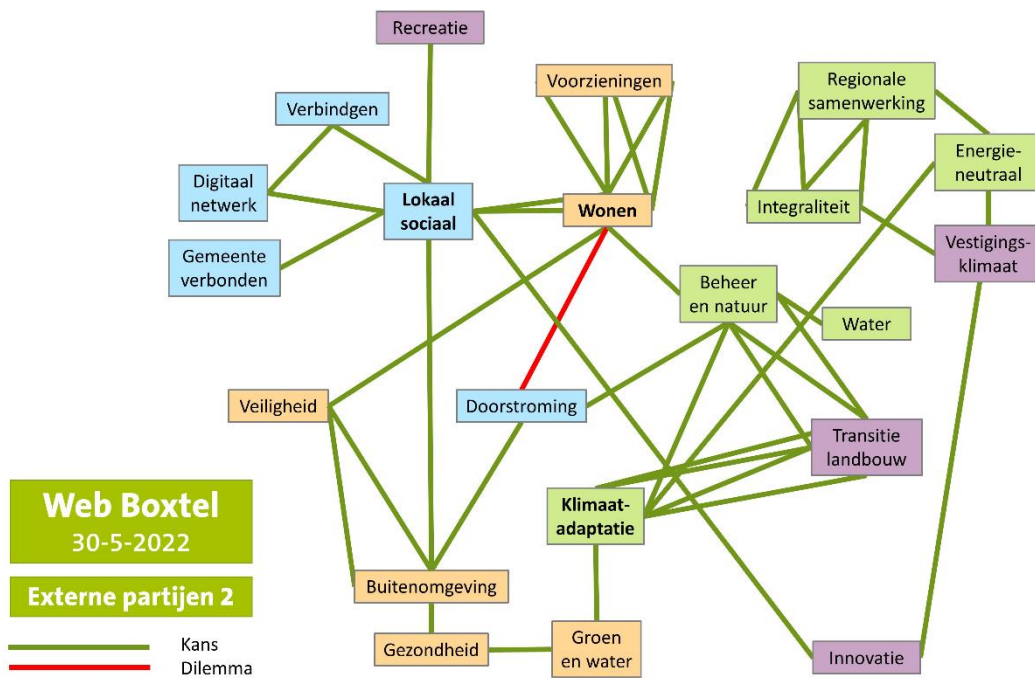 Recreatie
Voorzieningen
Regionale
samenwerking
Verbindgen
Energie-
neutraal
Digitaal
netwerk
Lokaal
sociaal
Wonen
Integraliteit
Gemeente
verbonden
Vestigings-
klimaat
Beheer
en natuur
Water
Veiligheid
Doorstroming
Transitie
landbouw
Klimaat-
adaptatie
Web Boxtel
30-5-2022
Externe partijen 2
Buitenomgeving
Gezondheid
Groen
en water
Innovatie
Kans
Dilemma